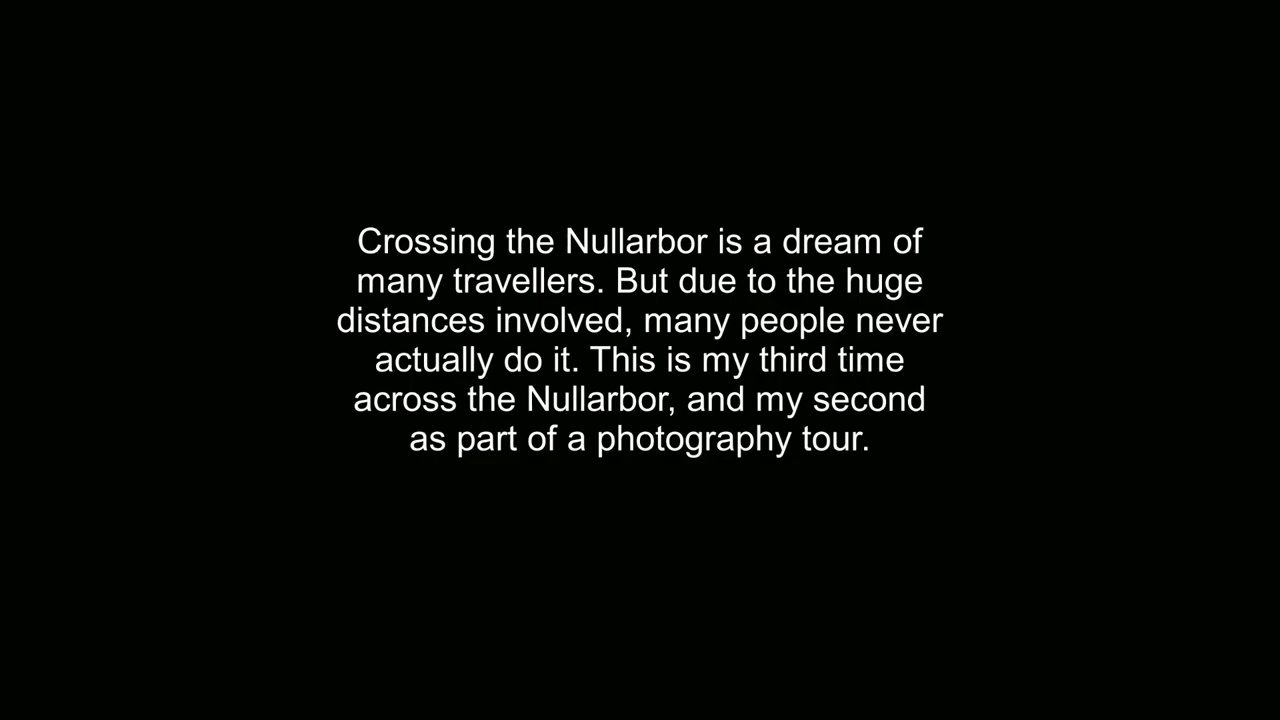 Crossing the Nullarbor is a dream of
many travellers. But due to the huge
distances involved, many people never
actually do it. This is my third time
across the Nullarbor, and my second
as part of a photography tour.